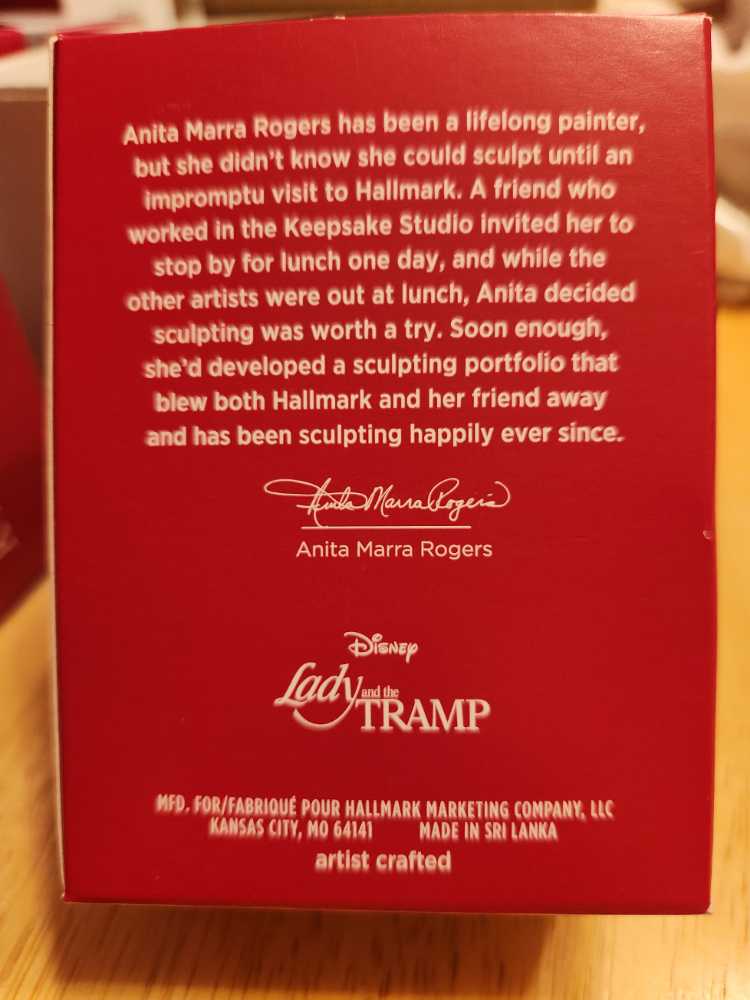 Anita Marra Rogers has been a lifelong painter,
but she didn't know she could sculpt until an
impromptu visit to Hallmark. A friend who
worked in the Keepsake Studio invited her to
stop by for lunch one day, and while the
other artists were out at lunch, Anita decided
sculpting was worth a try. Soon enough,
she'd developed a sculpting portfolio that
blew both Hallmark and her friend away
and has been sculpting happily ever since.
Anita Marra Rogers
Anita Marra Rogers
Disney
Lady and the
TRAMP
MFD. FOR/FABRIQUÉ POUR HALLMARK MARKETING COMPANY, LLC
KANSAS CITY, MO 64141 MADE IN SRI LANKA
artist crafted